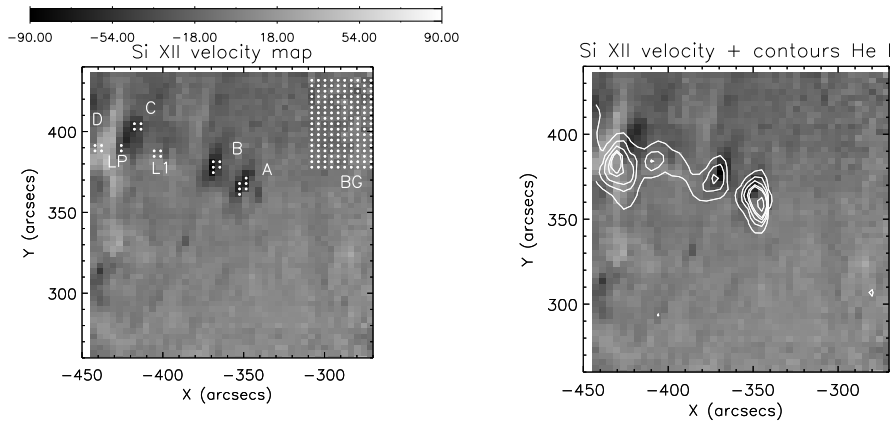 -90.00 -54.00 -18.00 18.00 54.00 90.00
Si XII velocity map
D C
LP L1 B A
BG
400
350
300
Y (arcsecs)
-450 -400 -350 -300
X (arcsecs)
Si XII velocity + contours He I
400
350
300
Y (arcsecs)
-450 -400 -350 -300
X (arcsecs)